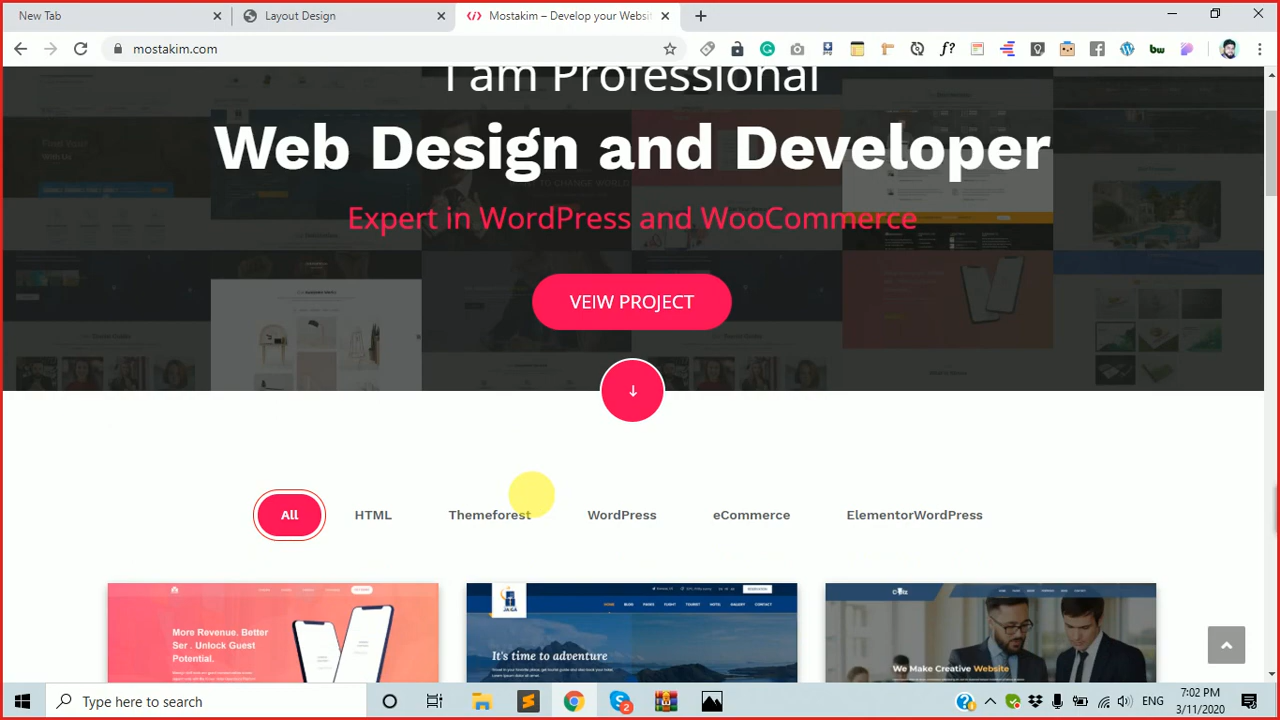 New Tab
Layout Design
Mostakim – Develop your Websi
mostakim.com
I am Professional
Web Design and Developer
Expert in WordPress and WooCommerce
VEIW PROJECT
All
HTML
Themeforest
WordPress
eCommerce
ElementorWordPress
More Revenue. Better
Ser . Unlock Guest
Potential.
It's time to adventure
We Make Creative Website
Type here to search
2
ENG
7:02 PM
3/11/2020